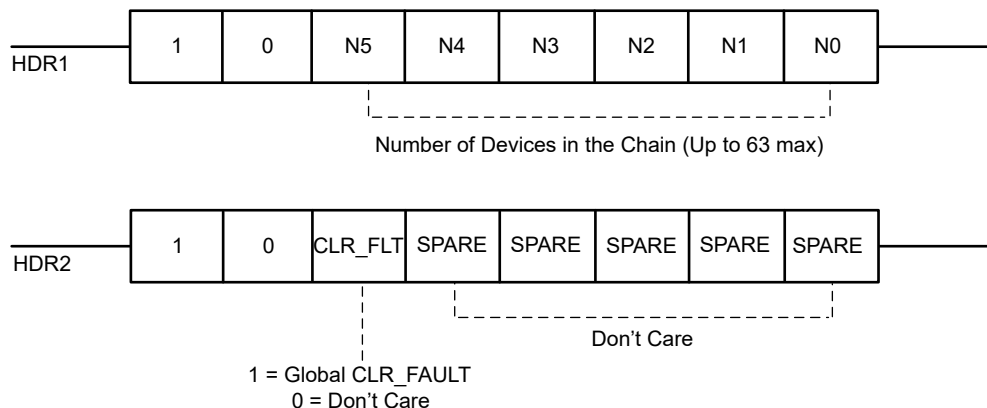 1 0 N5 N4 N3 N2 N1 N0
HDR1
Number of Devices in the Chain (Up to 63 max)
1 0 CLR_FLT SPARE SPARE SPARE SPARE SPARE
HDR2
Don't Care
1 = Global CLR_FAULT
0 = Don't Care